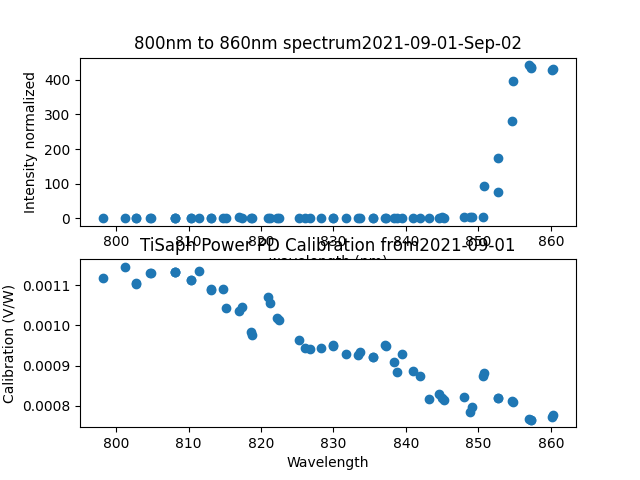 800nm to 860nm spectrum2021-09-01-Sep-02
Intensity normalized
400
300
200
100
0
800 810 820 830 840 850 860
wavelength (nm)
TiSaph Power PD Calibration from2021-09-01
Calibration (V/W)
0.0011
0.0010
0.0009
0.0008
800 810 820 830 840 850 860
Wavelength